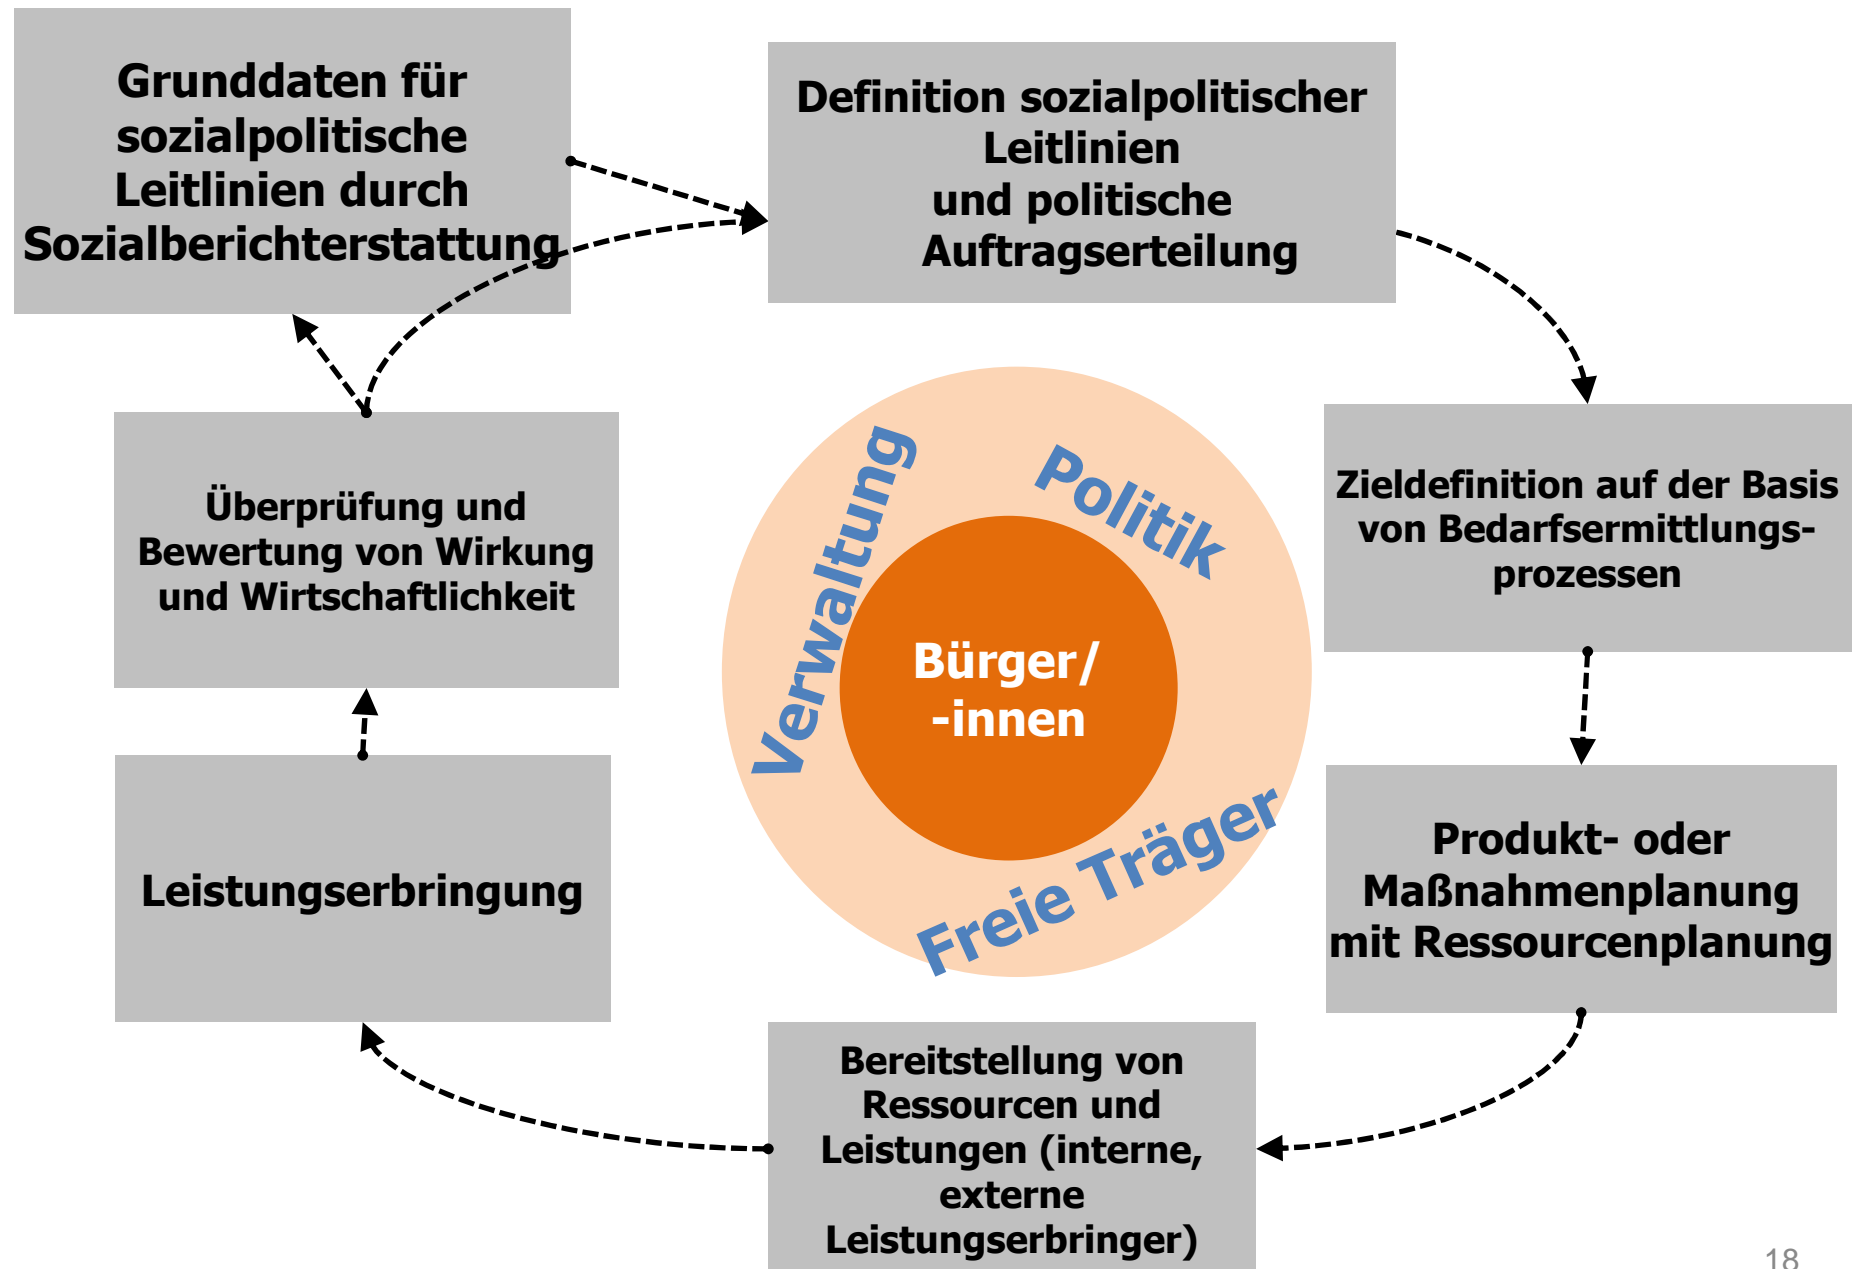 Grunddaten für
sozialpolitische
Leitlinien durch
Sozialberichterstattung
Definition sozialpolitischer
Leitlinien
und politische
Auftragserteilung
Zieldefinition auf der Basis
von Bedarfsermittlungs-
prozessen
Produkt- oder
Maßnahmenplanung
mit Ressourcenplanung
Bereitstellung von
Ressourcen und
Leistungen (interne,
externe
Leistungserbringer)
Leistungserbringung
Überprüfung und
Bewertung von Wirkung
und Wirtschaftlichkeit
Verwaltung
Politik
Freie Träger
Bürger/
-innen
18